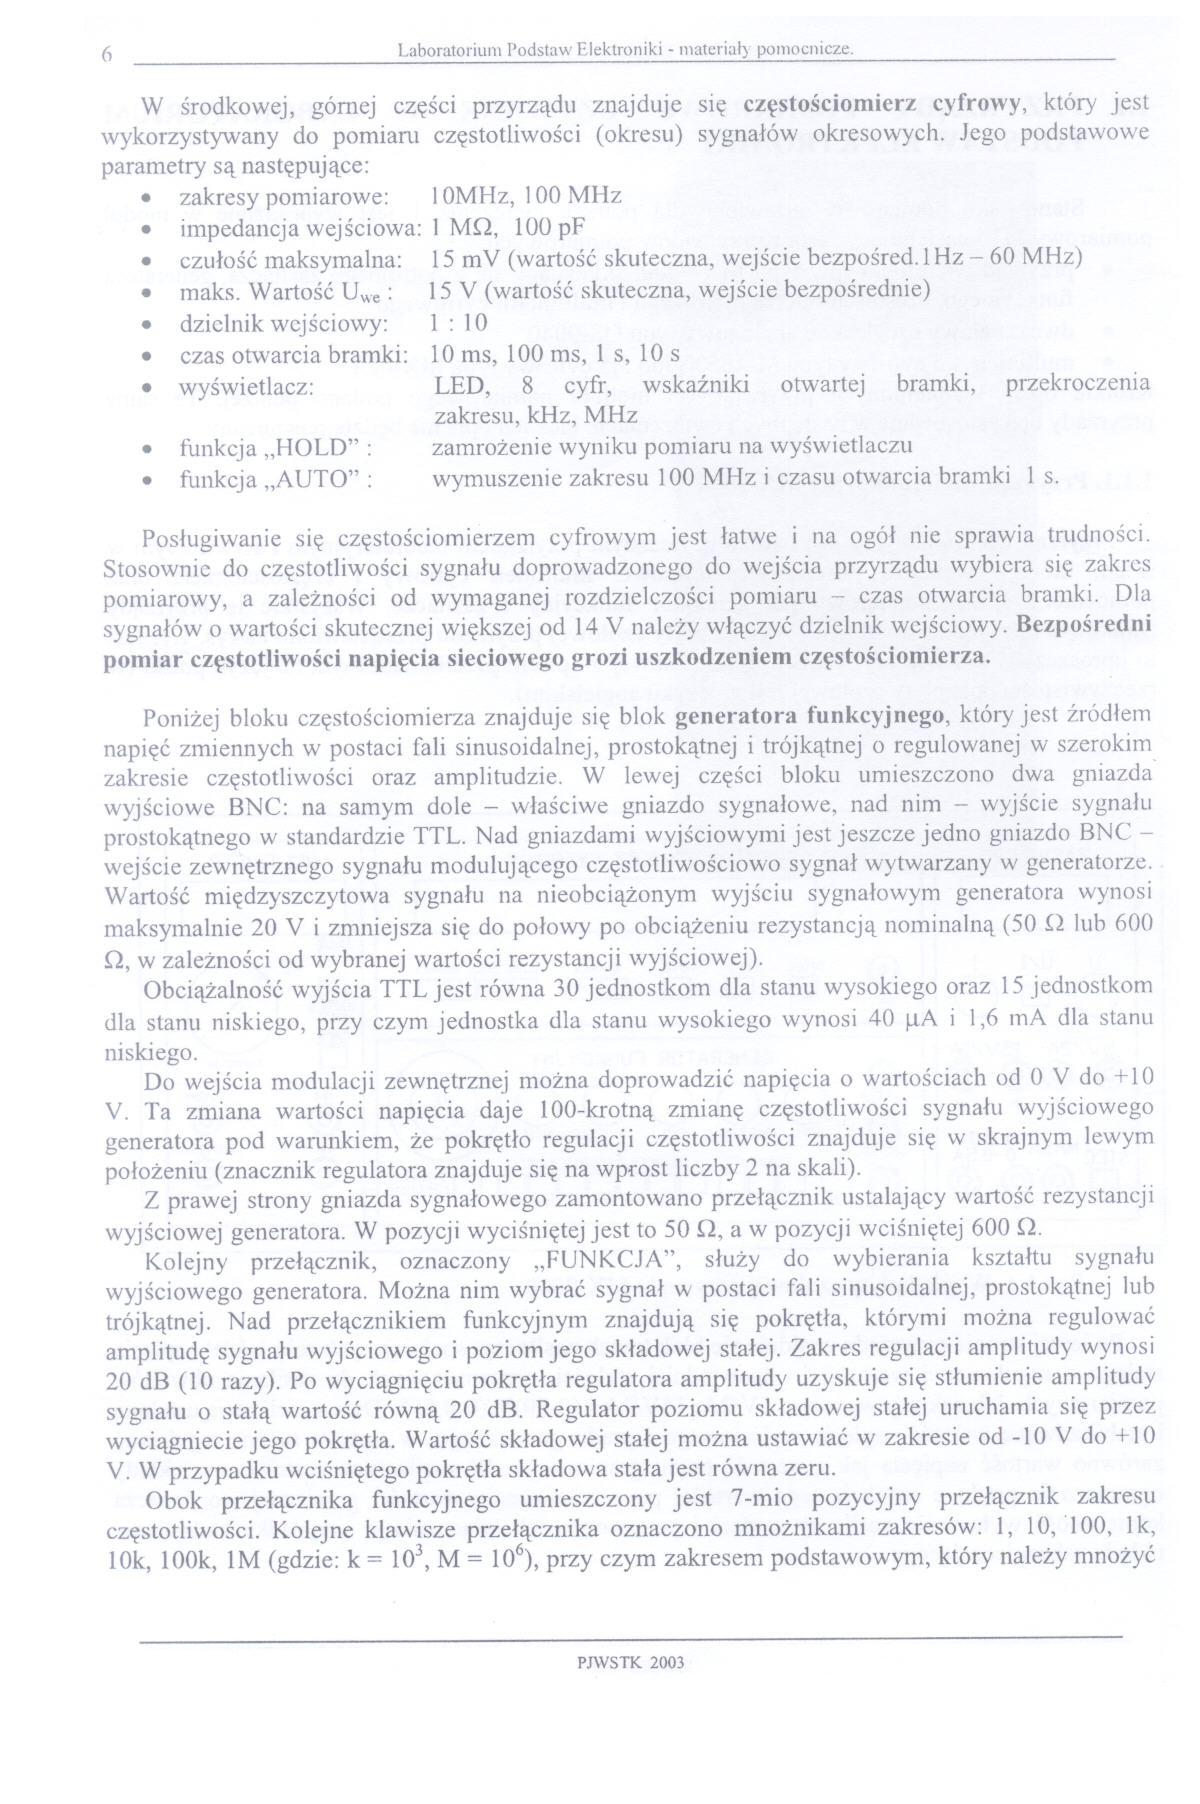 6 Laboratorium Podstaw Elektroniki - materiały pomocnicze.
W środkowej, górnej części przyrządu znajduje się częstościomierz cyfrowy, który jest
wykorzystywany do pomiaru częstotliwości (okresu) sygnałów okresowych. Jego podstawowe
parametry są następujące:
• zakresy pomiarowe: 10MHz, 100 MHz
• impedancja wejściowa: 1 MΩ, 100 pF
• czułość maksymalna: 15 mV (wartość skuteczna, wejście bezpośred.1Hz – 60 MHz)
• maks. Wartość Uwe : 15 V (wartość skuteczna, wejście bezpośrednie)
• dzielnik wejściowy: 1 : 10
• czas otwarcia bramki: 10 ms, 100 ms, 1 s, 10 s
• wyświetlacz: LED, 8 cyfr, wskaźniki otwartej bramki, przekroczenia
zakresu, kHz, MHz
• funkcja „HOLD” : zamrożenie wyniku pomiaru na wyświetlaczu
• funkcja „AUTO” : wymuszenie zakresu 100 MHz i czasu otwarcia bramki 1 s.
Posługiwanie się częstościomierzem cyfrowym jest łatwe i na ogół nie sprawia trudności.
Stosownie do częstotliwości sygnału doprowadzonego do wejścia przyrządu wybiera się zakres
pomiarowy, a zależności od wymaganej rozdzielczości pomiaru – czas otwarcia bramki. Dla
sygnałów o wartości skutecznej większej od 14 V należy włączyć dzielnik wejściowy. Bezpośredni
pomiar częstotliwości napięcia sieciowego grozi uszkodzeniem częstościomierza.
Poniżej bloku częstościomierza znajduje się blok generatora funkcyjnego, który jest źródłem
napięć zmiennych w postaci fali sinusoidalnej, prostokątnej i trójkątnej o regulowanej w szerokim
zakresie częstotliwości oraz amplitudzie. W lewej części bloku umieszczono dwa gniazda
wyjściowe BNC: na samym dole – właściwe gniazdo sygnałowe, nad nim – wyjście sygnału
prostokątnego w standardzie TTL. Nad gniazdami wyjściowymi jest jeszcze jedno gniazdo BNC –
wejście zewnętrznego sygnału modulującego częstotliwościowo sygnał wytwarzany w generatorze.
Wartość międzyszczytowa sygnału na nieobciążonym wyjściu sygnałowym generatora wynosi
maksymalnie 20 V i zmniejsza się do połowy po obciążeniu rezystancją nominalną (50 Ω lub 600
Ω, w zależności od wybranej wartości rezystancji wyjściowej).
Obciążalność wyjścia TTL jest równa 30 jednostkom dla stanu wysokiego oraz 15 jednostkom
dla stanu niskiego, przy czym jednostka dla stanu wysokiego wynosi 40 μA i 1,6 mA dla stanu
niskiego.
Do wejścia modulacji zewnętrznej można doprowadzić napięcia o wartościach od 0 V do +10
V. Ta zmiana wartości napięcia daje 100-krotną zmianę częstotliwości sygnału wyjściowego
generatora pod warunkiem, że pokrętło regulacji częstotliwości znajduje się w skrajnym lewym
położeniu (znacznik regulatora znajduje się na wprost liczby 2 na skali).
Z prawej strony gniazda sygnałowego zamontowano przełącznik ustalający wartość rezystancji
wyjściowej generatora. W pozycji wyciśniętej jest to 50 Ω, a w pozycji wciśniętej 600 Ω.
Kolejny przełącznik, oznaczony „FUNKCJA”, służy do wybierania kształtu sygnału
wyjściowego generatora. Można nim wybrać sygnał w postaci fali sinusoidalnej, prostokątnej lub
trójkątnej. Nad przełącznikiem funkcyjnym znajdują się pokrętła, którymi można regulować
amplitudę sygnału wyjściowego i poziom jego składowej stałej. Zakres regulacji amplitudy wynosi
20 dB (10 razy). Po wyciągnięciu pokrętła regulatora amplitudy uzyskuje się stłumienie amplitudy
sygnału o stałą wartość równą 20 dB. Regulator poziomu składowej stałej uruchamia się przez
wyciągniecie jego pokrętła. Wartość składowej stałej można ustawiać w zakresie od -10 V do +10
V. W przypadku wciśniętego pokrętła składowa stała jest równa zeru.
Obok przełącznika funkcyjnego umieszczony jest 7-mio pozycyjny przełącznik zakresu
częstotliwości. Kolejne klawisze przełącznika oznaczono mnożnikami zakresów: 1, 10, 100, 1k,
10k, 100k, 1M (gdzie: k = 10³, M = 10⁶), przy czym zakresem podstawowym, który należy mnożyć
PJWSTK 2003